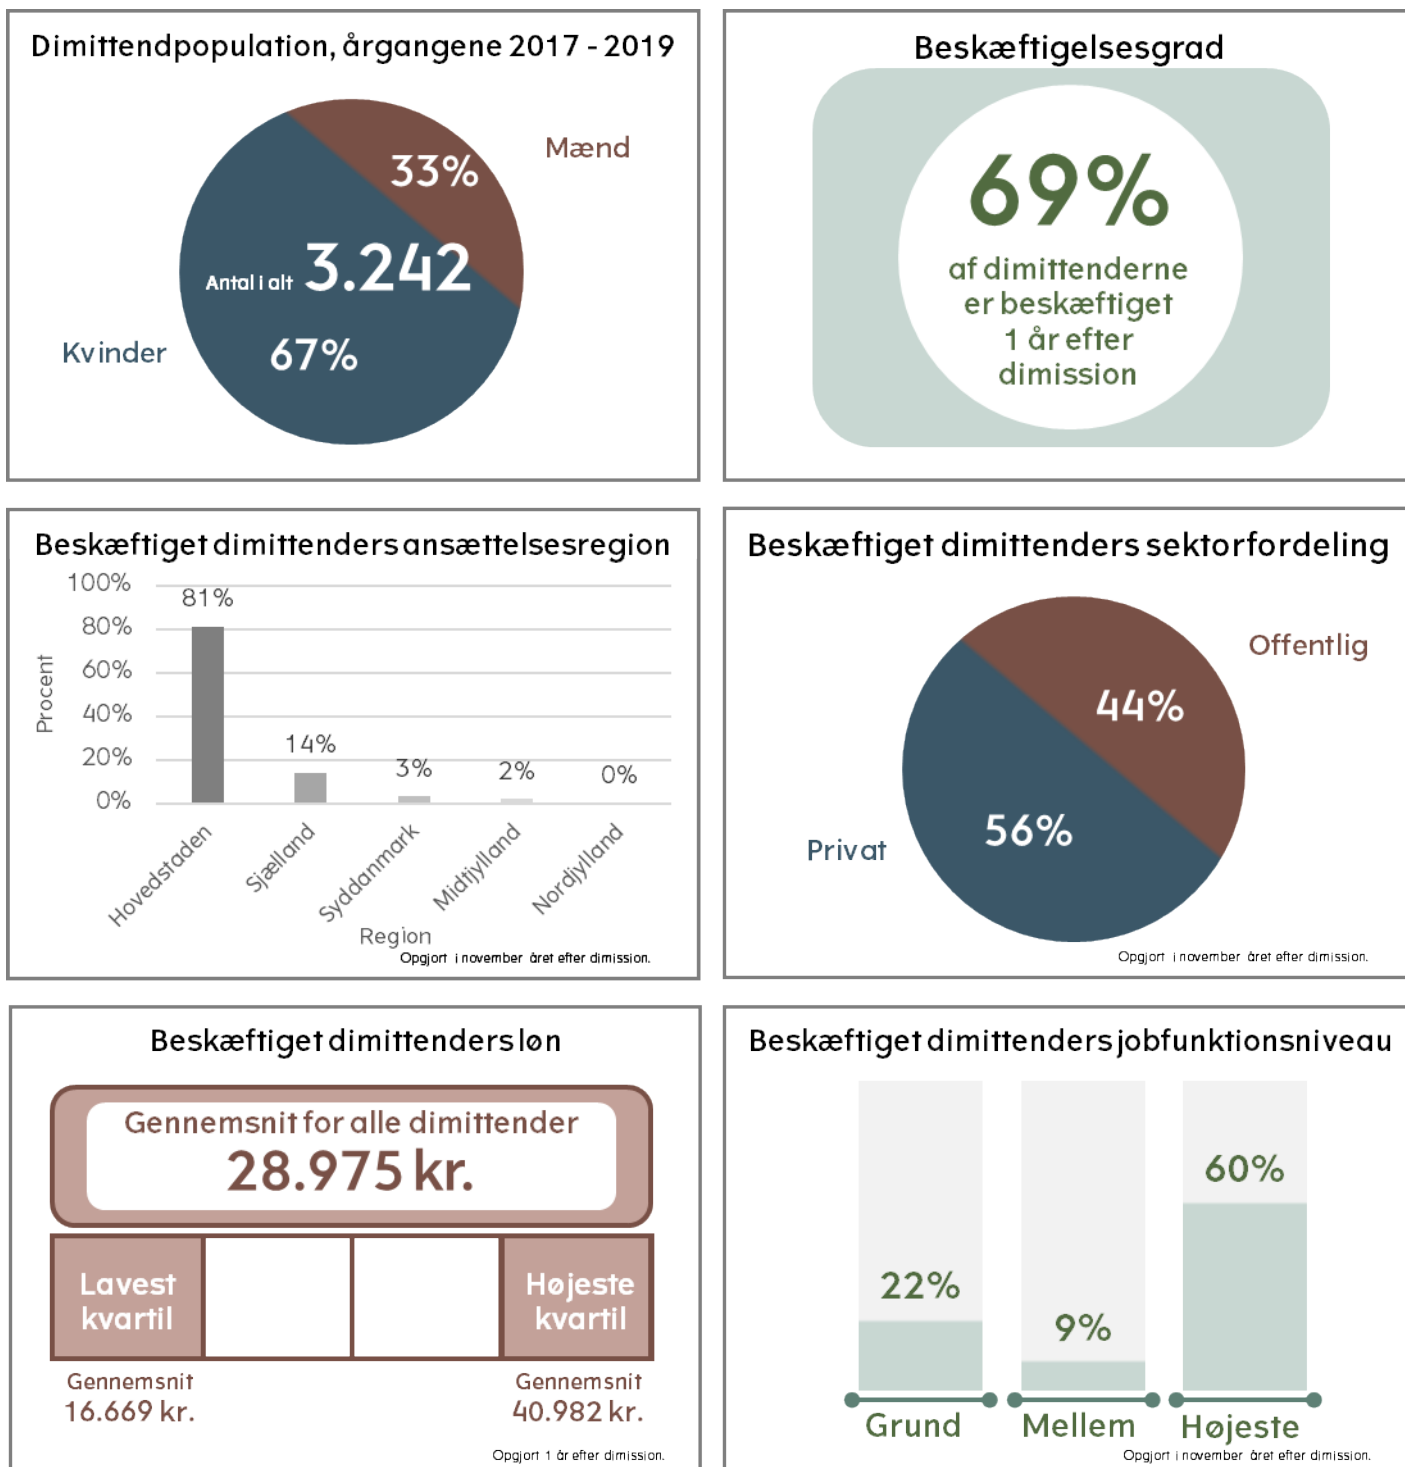 Dimittendpopulation, årgangene 2017 - 2019
Mænd
33%
Antal i alt 3.242
Kvinder
67%
Beskæftigelsesgrad
69%
af dimittenderne
er beskæftiget
1 år efter
dimission
Beskæftiget dimittenders ansættelsesregion
100%
80%
60%
40%
20%
0%
Procent
81%
14%
3%
2%
0%
Hovedstaden
Sjælland
Syddanmark
Midtjylland
Nordjylland
Region
Opgjort i november året efter dimission.
Beskæftiget dimittenders sektorfordeling
Offentlig
44%
56%
Privat
Opgjort i november året efter dimission.
Beskæftiget dimittenders løn
Gennemsnit for alle dimittender
28.975 kr.
Lavest
kvartil
Højeste
kvartil
Gennemsnit
16.669 kr.
Gennemsnit
40.982 kr.
Opgjort 1 år efter dimission.
Beskæftiget dimittenders jobfunktionsniveau
22%
9%
60%
Grund
Mellem
Højeste
Opgjort i november året efter dimission.